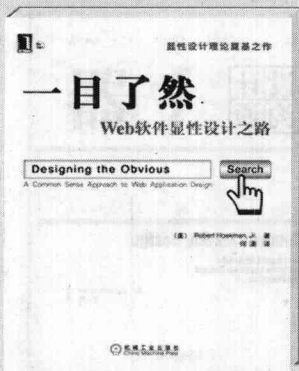 显性设计理论奠基之作
一目了然
Web软件显性设计之路
Designing the Obvious
Search
A Common Sense Approach to Web Application Design
(美) Robert Hoekman, Jr. 著
译
机械工业出版社
China Machine Press